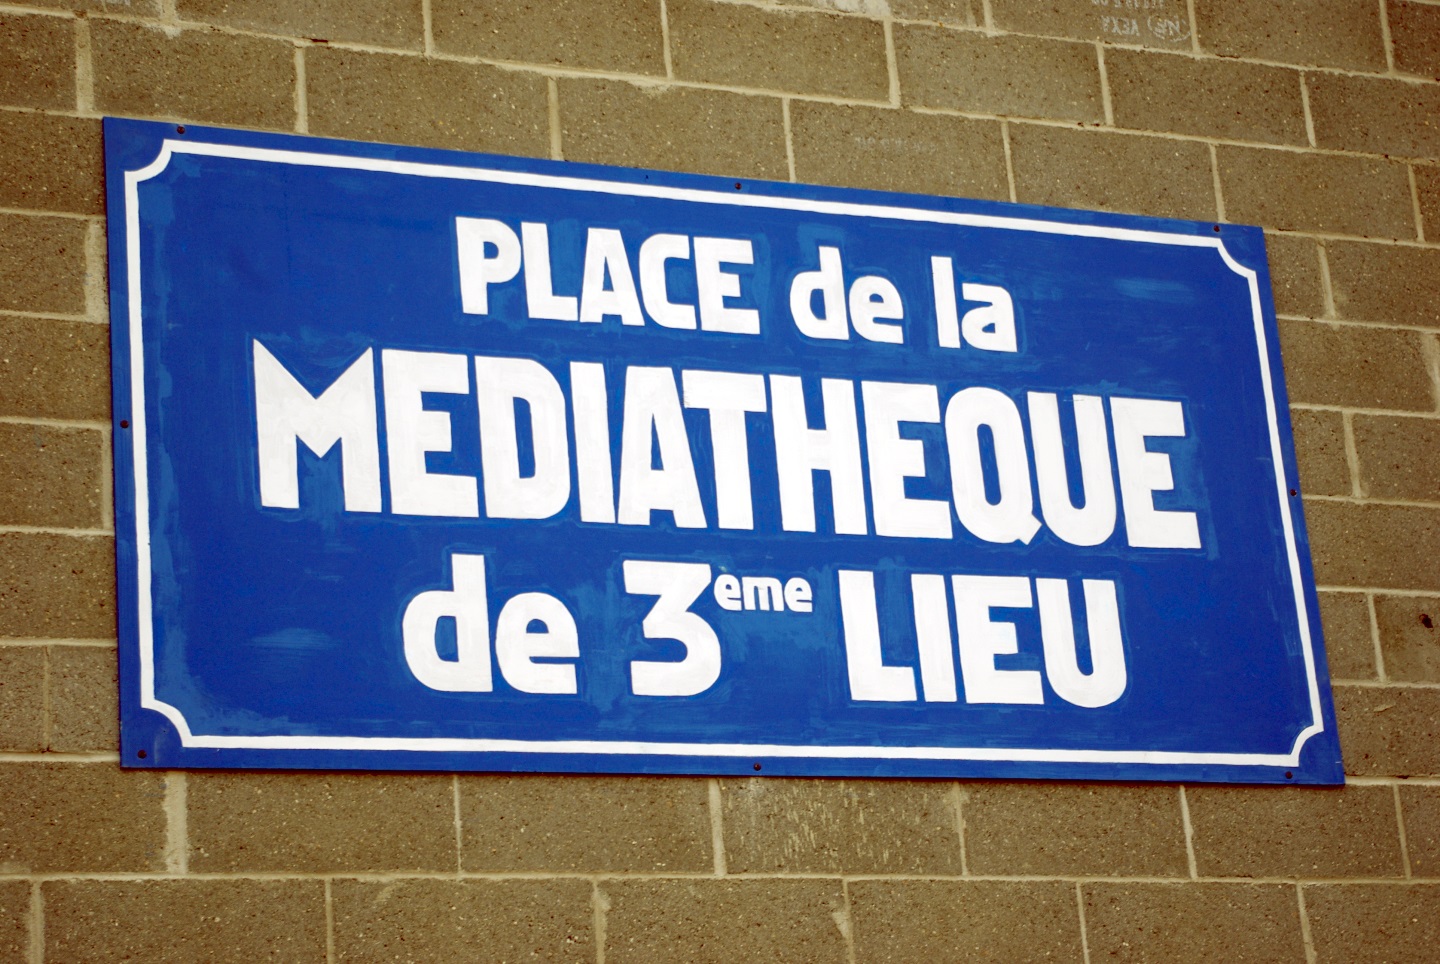 PLACE de la
MEDIATHEQUE
de 3eme LIEU